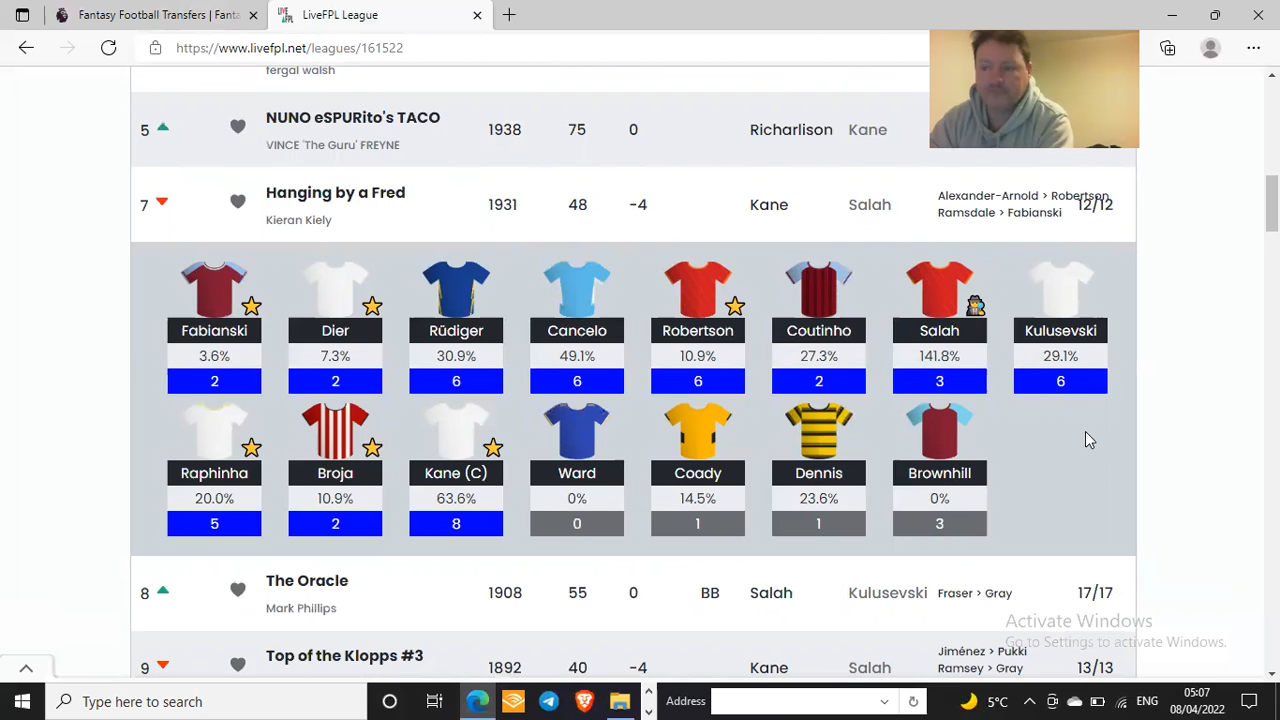 Fantasy Football Transfers | Fanta
LiveFPL League
https://www.livefpl.net/leagues/161522
fergal walsh
5 NUNO eSPURito's TACO 1938 75 0 Richarlison Kane
VINCE 'The Guru' FREYNE
7 Hanging by a Fred 1931 48 -4 Kane Salah Alexander-Arnold > Robertson 12/12
Kieran Kiely Ramsdale > Fabianski
Fabianski Dier Rüdiger Cancelo Robertson Coutinho Salah Kulusevski
3.6% 7.3% 30.9% 49.1% 10.9% 27.3% 141.8% 29.1%
2 2 6 6 6 2 3 6
Raphinha Broja Kane (C) Ward Coady Dennis Brownhill
20.0% 10.9% 63.6% 0% 14.5% 23.6% 0%
5 2 8 0 1 1 3
8 The Oracle 1908 55 0 BB Salah Kulusevski Fraser > Gray 17/17
Mark Phillips
Activate Windows
Go to Settings to activate Windows.
9 Top of the Klopps #3 1892 40 -4 Kane Salah Jiménez > Pukki 13/13
Ramsey > Gray
Type here to search
Address
5°C
ENG
05:07
08/04/2022